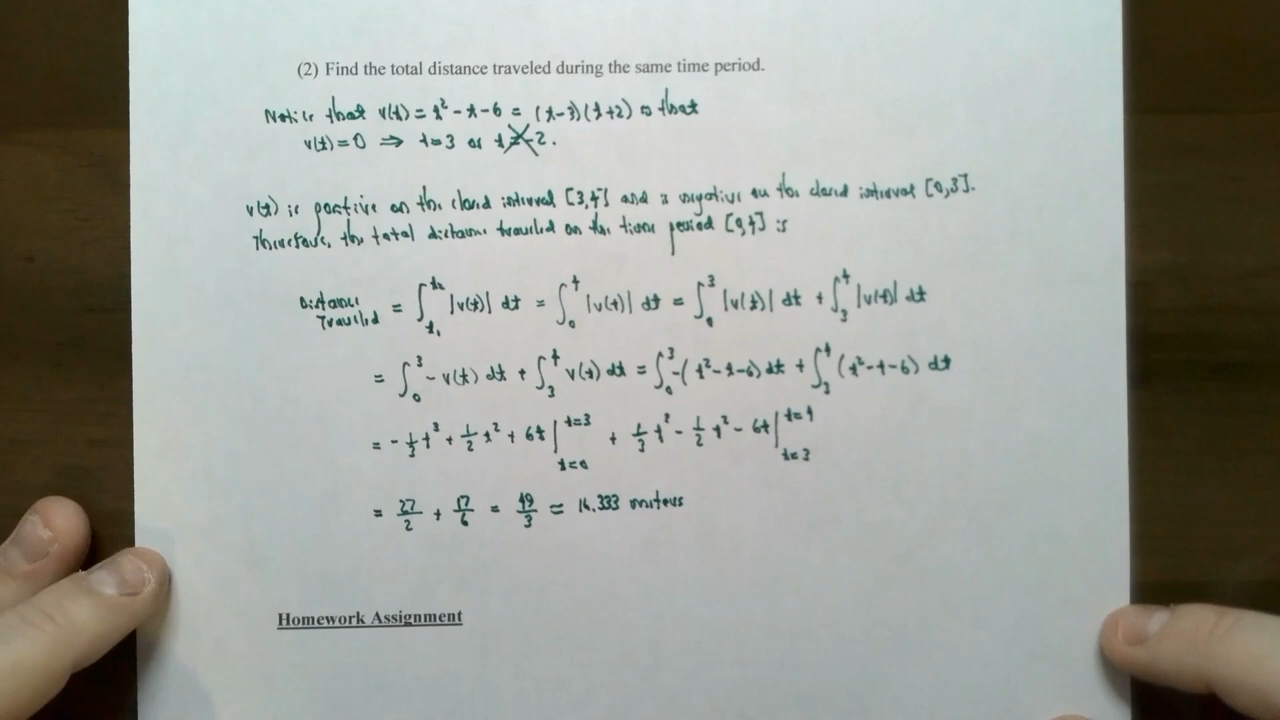 (2) Find the total distance traveled during the same time period.
Notice that v(t) = t² - t - 6 = (t-3)(t+2) so that
v(t) = 0 ⇒ t = 3 or t = -2.
v(t) is positive on the closed interval [3,4] and is negative on the closed interval [0,3].
Therefore, the total distance traveled on the time period [0,4] is
Distance Traveled = ∫_{t₁}^{t₂} |v(t)| dt = ∫_0^4 |v(t)| dt = ∫_0^3 |v(t)| dt + ∫_3^4 |v(t)| dt
= ∫_0^3 -v(t) dt + ∫_3^4 v(t) dt = ∫_0^3 -(t²-t-6) dt + ∫_3^4 (t²-t-6) dt
= -1/3 t³ + 1/2 t² + 6t |_{t=0}^{t=3} + 1/3 t³ - 1/2 t² - 6t |_{t=3}^{t=4}
= 27/2 + 17/6 = 49/3 ≈ 16.333 meters
Homework Assignment